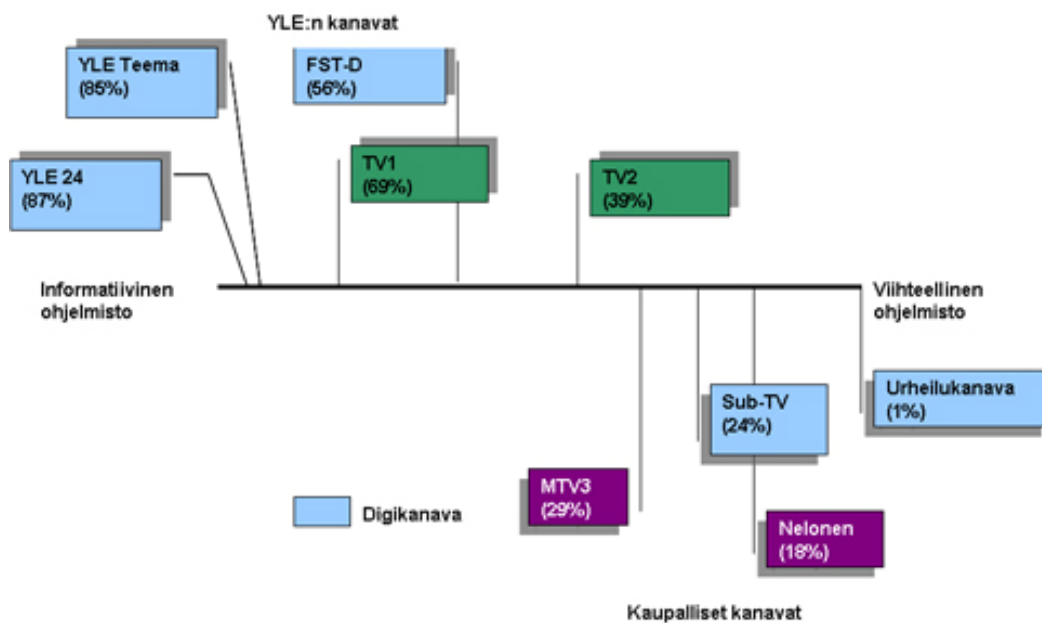 YLE:n kanavat
YLE Teema
(85%)
FST-D
(56%)
TV1
(69%)
YLE 24
(87%)
TV2
(39%)
Informatiivinen
ohjelmisto
Viihteellinen
ohjelmisto
Sub-TV
(24%)
Urheilukanava
(1%)
MTV3
(29%)
Digikanava
Nelonen
(18%)
Kaupalliset kanavat